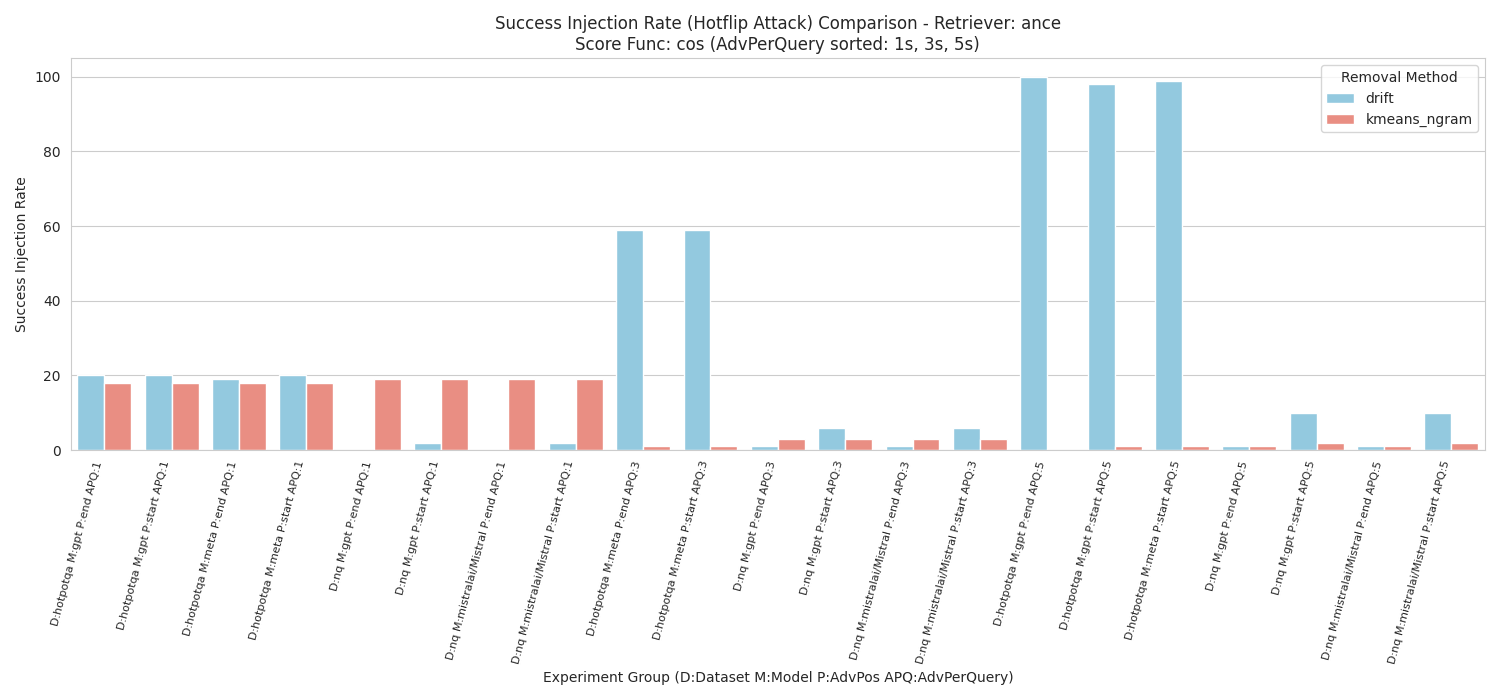 Success Injection Rate (Hotflip Attack) Comparison - Retriever: ance
Score Func: cos (AdvPerQuery sorted: 1s, 3s, 5s)
Removal Method
drift
kmeans_ngram
Success Injection Rate
100
80
60
40
20
0
D:hotpotqa M:gpt P:end APQ:1
D:hotpotqa M:gpt P:start APQ:1
D:hotpotqa M:meta P:end APQ:1
D:hotpotqa M:meta P:start APQ:1
D:nq M:gpt P:end APQ:1
D:nq M:gpt P:start APQ:1
D:nq M:mistralai/Mistral P:end APQ:1
D:nq M:mistralai/Mistral P:start APQ:1
D:hotpotqa M:meta P:end APQ:3
D:hotpotqa M:meta P:start APQ:3
D:nq M:gpt P:end APQ:3
D:nq M:gpt P:start APQ:3
D:nq M:mistralai/Mistral P:end APQ:3
D:nq M:mistralai/Mistral P:start APQ:3
D:hotpotqa M:gpt P:end APQ:5
D:hotpotqa M:gpt P:start APQ:5
D:hotpotqa M:meta P:start APQ:5
D:nq M:gpt P:end APQ:5
D:nq M:gpt P:start APQ:5
D:nq M:mistralai/Mistral P:end APQ:5
D:nq M:mistralai/Mistral P:start APQ:5
Experiment Group (D:Dataset M:Model P:AdvPos APQ:AdvPerQuery)